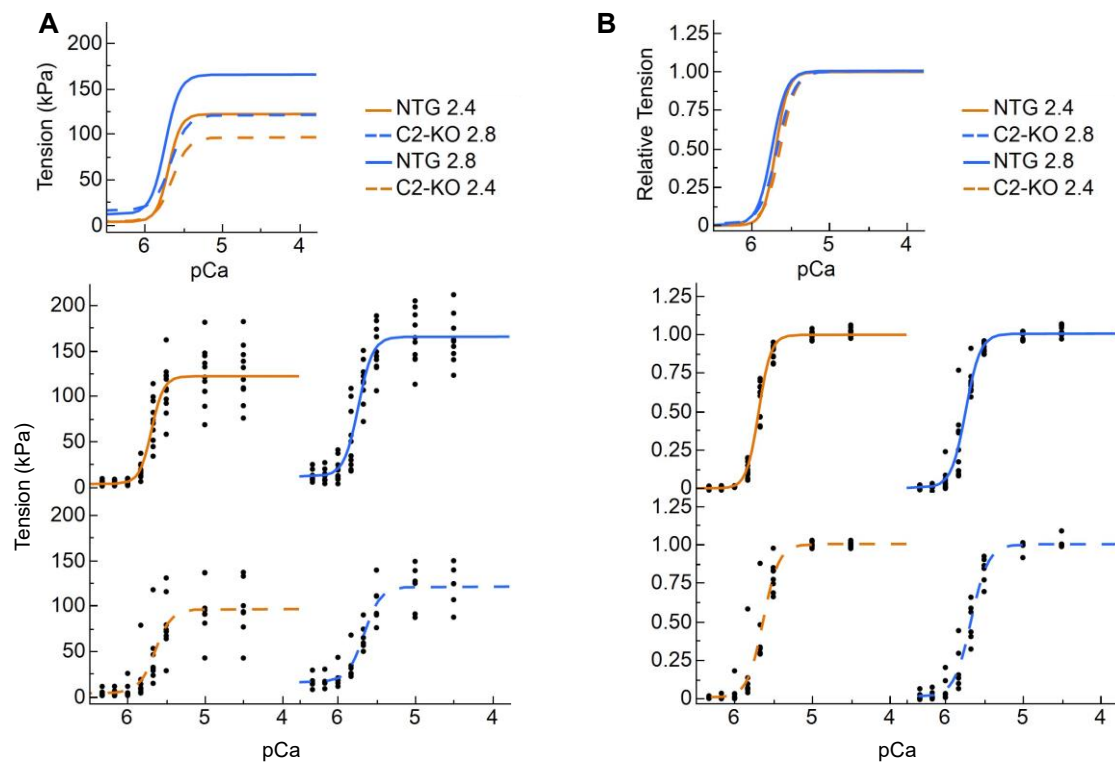 A
Tension (kPa)
200
150
100
50
0
6 5 4
pCa
NTG 2.4
C2-KO 2.8
NTG 2.8
C2-KO 2.4
B
Relative Tension
1.25
1.00
0.75
0.50
0.25
0
6 5 4
pCa
NTG 2.4
C2-KO 2.8
NTG 2.8
C2-KO 2.4
Tension (kPa)
200
150
100
50
0
200
150
100
50
0
6 5 4 6 5 4
pCa
1.25
1.00
0.75
0.50
0.25
0
1.25
1.00
0.75
0.50
0.25
0
6 5 4 6 5 4
pCa